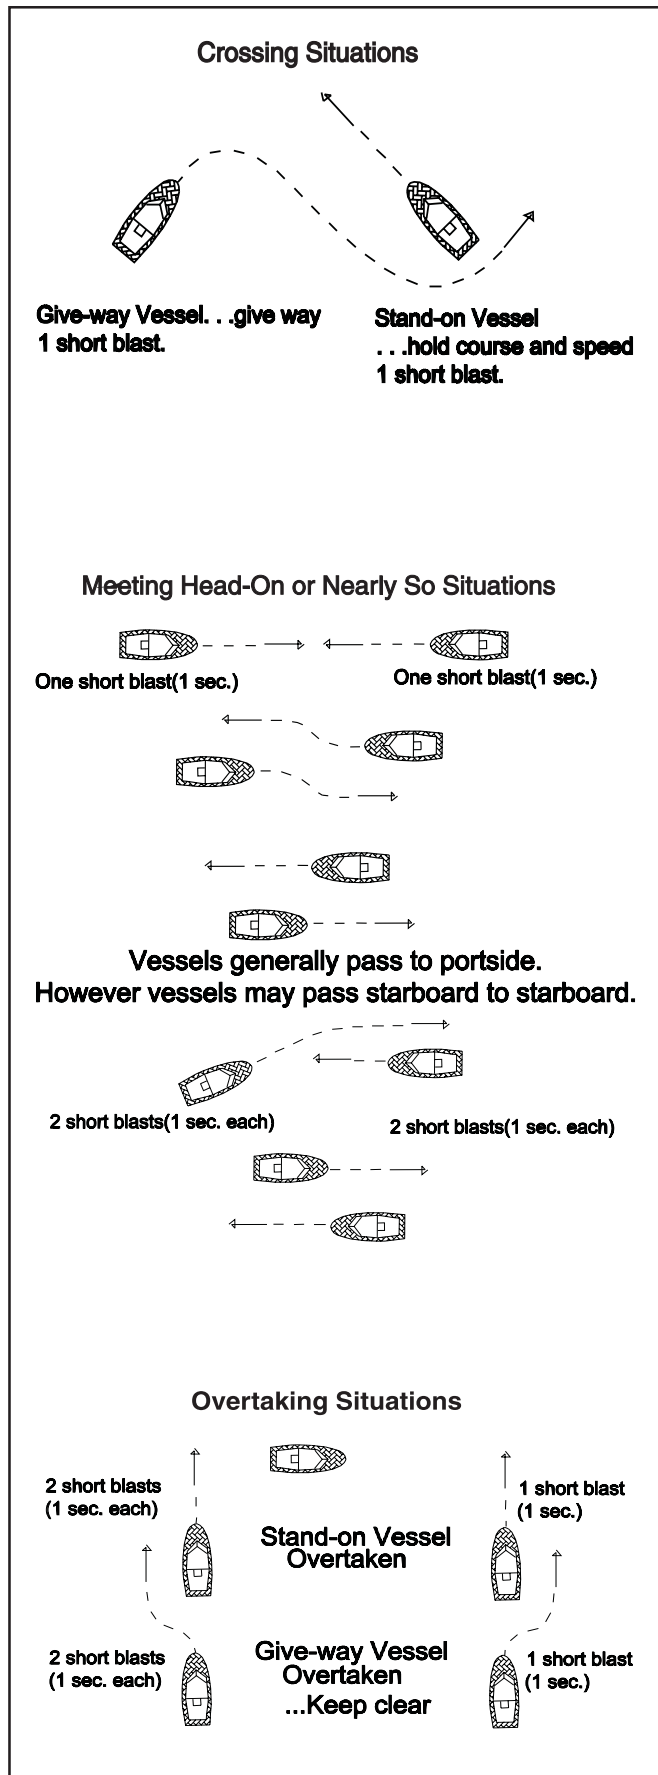 Crossing Situations
Give-way Vessel. . .give way
1 short blast.
Stand-on Vessel
. . .hold course and speed
1 short blast.
Meeting Head-On or Nearly So Situations
One short blast(1 sec.)
One short blast(1 sec.)
Vessels generally pass to portside.
However vessels may pass starboard to starboard.
2 short blasts(1 sec. each)
2 short blasts(1 sec. each)
Overtaking Situations
2 short blasts
(1 sec. each)
1 short blast
(1 sec.)
Stand-on Vessel
Overtaken
2 short blasts
(1 sec. each)
Give-way Vessel
Overtaken
...Keep clear
1 short blast
(1 sec.)